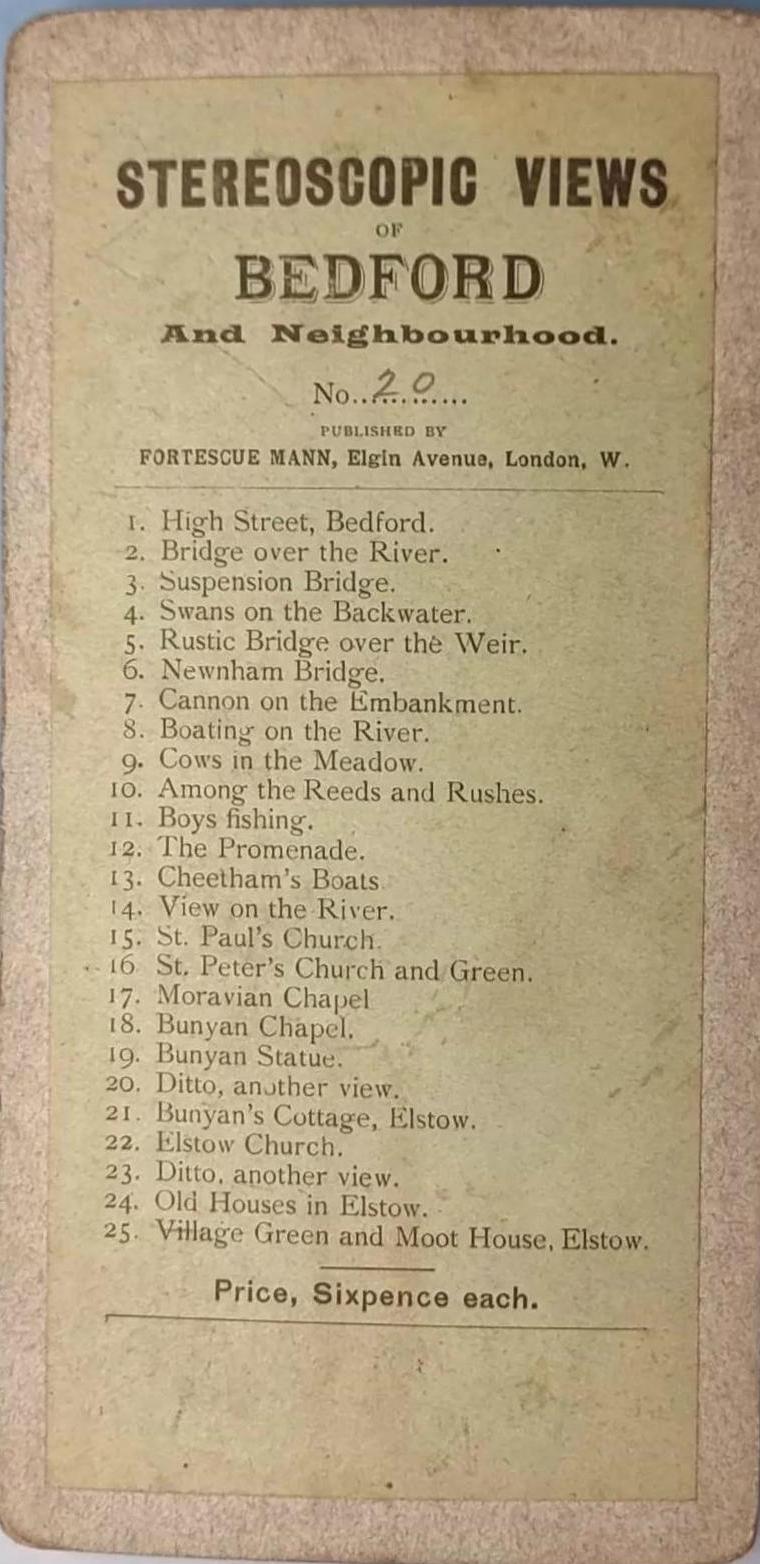 STEREOSCOPIC VIEWS
OF
BEDFORD
And Neighbourhood.
No..20......
PUBLISHED BY
FORTESCUE MANN, Elgin Avenue, London, W.
1. High Street, Bedford.
2. Bridge over the River.
3. Suspension Bridge.
4. Swans on the Backwater.
5. Rustic Bridge over the Weir.
6. Newnham Bridge.
7. Cannon on the Embankment.
8. Boating on the River.
9. Cows in the Meadow.
10. Among the Reeds and Rushes.
11. Boys fishing.
12. The Promenade.
13. Cheetham's Boats
14. View on the River.
15. St. Paul's Church.
16 St. Peter's Church and Green.
17. Moravian Chapel
18. Bunyan Chapel.
19. Bunyan Statue.
20. Ditto, another view.
21. Bunyan's Cottage, Elstow.
22. Elstow Church.
23. Ditto, another view.
24. Old Houses in Elstow.
25. Village Green and Moot House, Elstow.
Price, Sixpence each.